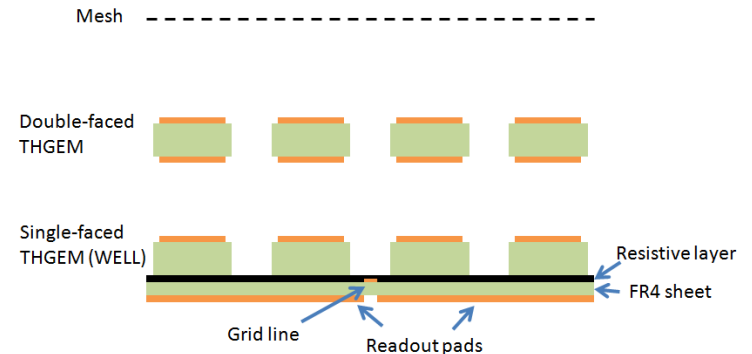 Mesh
Double-faced
THGEM
Single-faced
THGEM (WELL)
Resistive layer
FR4 sheet
Grid line
Readout pads